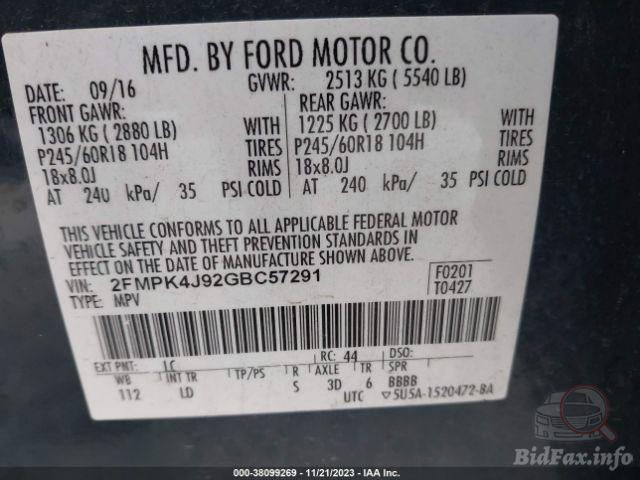 MFD. BY FORD MOTOR CO.
DATE: 09/16 GVWR: 2513 KG ( 5540 LB)
FRONT GAWR: REAR GAWR:
1306 KG ( 2880 LB) WITH 1225 KG ( 2700 LB) WITH
P245/60R18 104H TIRES P245/60R18 104H TIRES
18x8.0J RIMS 18x8.0J RIMS
AT 240 kPa/ 35 PSI COLD AT 240 kPa/ 35 PSI COLD
THIS VEHICLE CONFORMS TO ALL APPLICABLE FEDERAL MOTOR
VEHICLE SAFETY AND THEFT PREVENTION STANDARDS IN
EFFECT ON THE DATE OF MANUFACTURE SHOWN ABOVE.
VIN: 2FMPK4J92GBC57291 F0201
TYPE: MPV T0427
EXT PNT: LC RC: 44 DSO:
WB INT TR TP/PS R AXLE TR SPR
112 LD S 3D 6 BBBB
UTC ▽5U5A-1520472-BA
BidFax.info
000-38099269 - 11/21/2023 - IAA Inc.